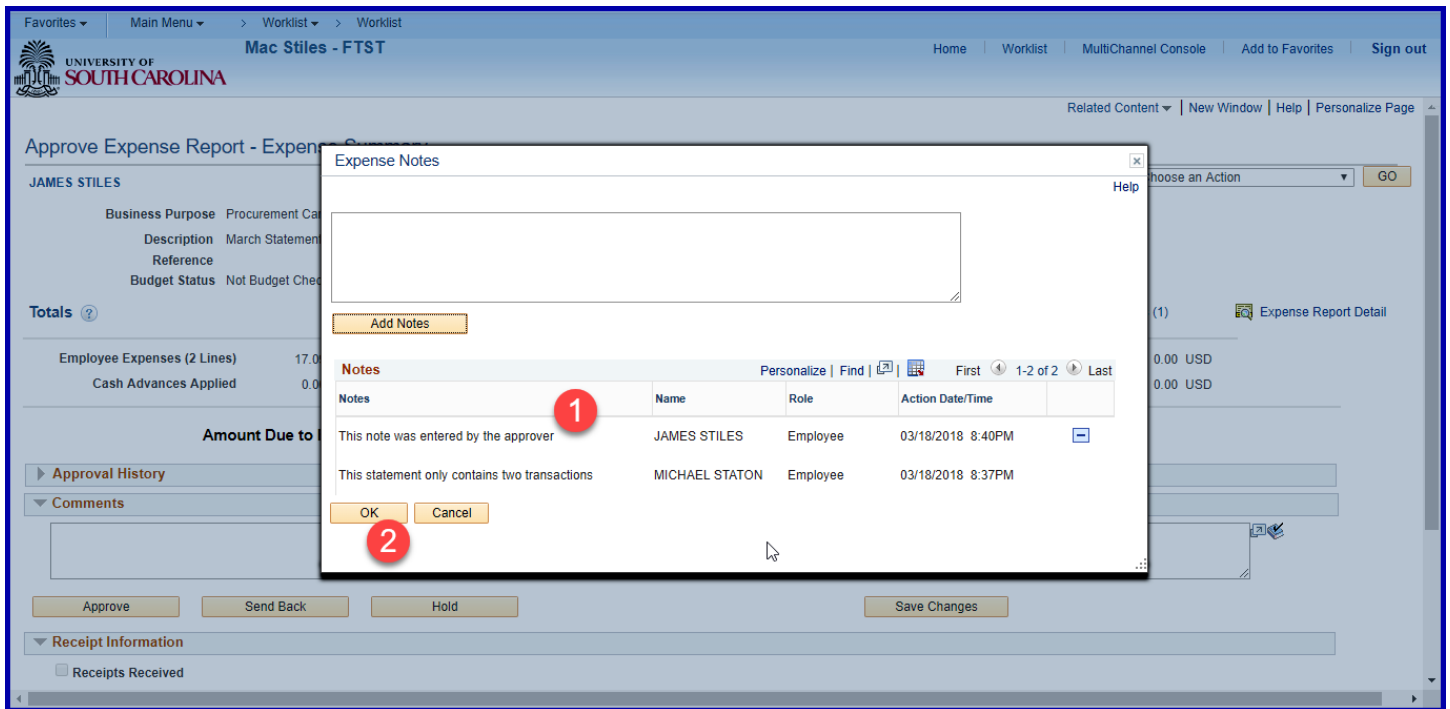 Favorites Main Menu > Worklist > Worklist
Mac Stiles - FTST
Home Worklist MultiChannel Console Add to Favorites Sign out
UNIVERSITY OF
SOUTH CAROLINA
Related Content | New Window | Help | Personalize Page
Approve Expense Report - Expense Summary
JAMES STILES
hoose an Action GO
Business Purpose Procurement Car
Description March Statement
Reference
Budget Status Not Budget Chec
Totals ? (1) Expense Report Detail
Employee Expenses (2 Lines) 17.0 0.00 USD
Cash Advances Applied 0.0 0.00 USD
Amount Due to
Approval History
Comments
Approve Send Back Hold Save Changes
Receipt Information
Receipts Received
Expense Notes x
Help
Add Notes
Notes Personalize | Find | | First 1-2 of 2 Last
Notes Name Role Action Date/Time
1
This note was entered by the approver JAMES STILES Employee 03/18/2018 8:40PM
This statement only contains two transactions MICHAEL STATON Employee 03/18/2018 8:37PM
OK Cancel
2